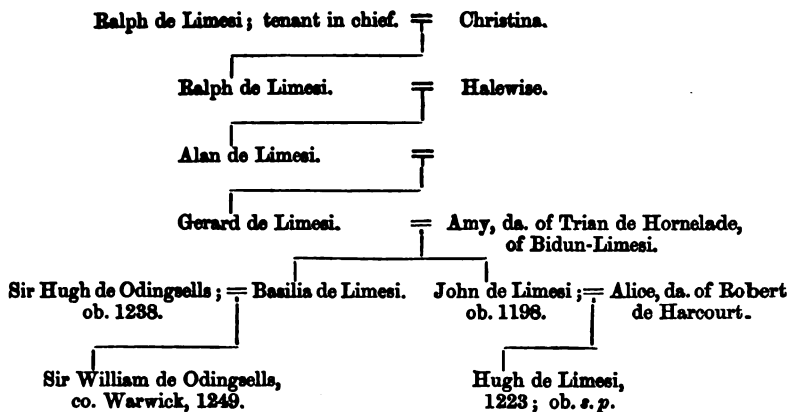 Ralph de Limesi; tenant in chief. = Christina.
Ralph de Limesi. = Halewise.
Alan de Limesi. =
Gerard de Limesi. = Amy, da. of Trian de Hornelade,
of Bidun-Limesi.
Sir Hugh de Odingsells; = Basilia de Limesi. John de Limesi; = Alice, da. of Robert
ob. 1238. ob. 1198. de Harcourt.
Sir William de Odingsells, Hugh de Limesi,
co. Warwick, 1249. 1223; ob. s. p.